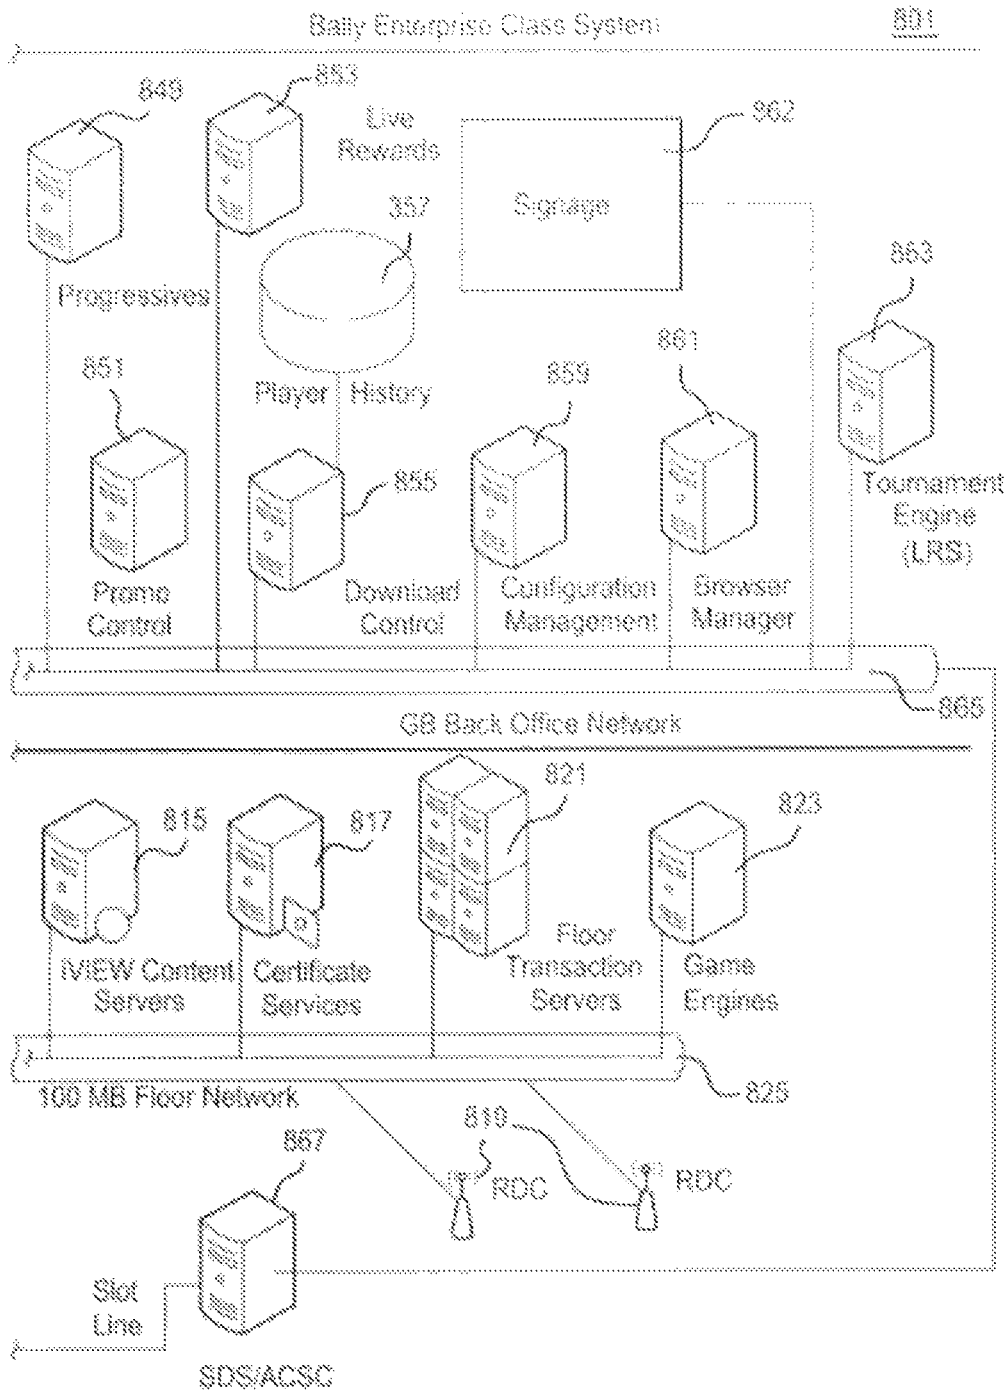 Bally Enterprise Class System
801
849
853
Live
Rewards
862
Signage
357
863
Progressives
851
Player History
859
861
855
Tournament
Engine
(LRS)
Promo
Control
Download
Control
Configuration
Management
Browser
Manager
865
GB Back Office Network
815
817
821
823
iVIEW Content
Servers
Certificate
Services
Floor
Transaction
Servers
Game
Engines
825
100 MB Floor Network
867
819
RDC
RDC
Slot
Line
SDS/ACSC